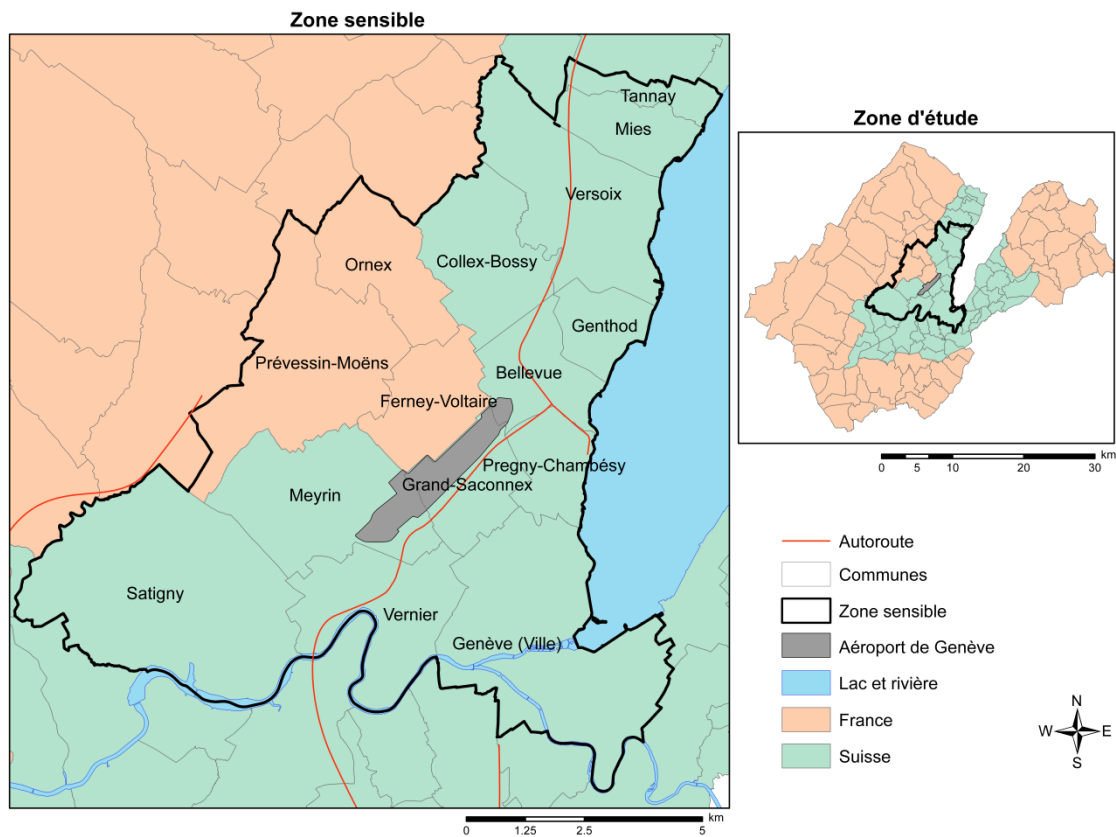 Zone sensible
Tannay
Mies
Versoix
Collex-Bossy
Ornex
Genthod
Prévessin-Moëns
Bellevue
Ferney-Voltaire
Pregny-Chambésy
Grand-Saconnex
Meyrin
Satigny
Vernier
Genève (Ville)
km
0 1.25 2.5 5
Zone d'étude
km
0 5 10 20 30
Autoroute
Communes
Zone sensible
Aéroport de Genève
Lac et rivière
France
Suisse
N
W E
S